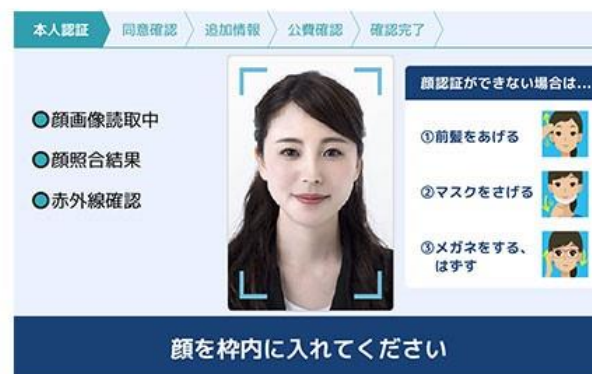 本人認証
同意確認
追加情報
公費確認
確認完了
顔画像読取中
顔照合結果
赤外線確認
顔認証ができない場合は...
①前髪をあげる
②マスクをさげる
③メガネをする、
はずす
顔を枠内に入れてください